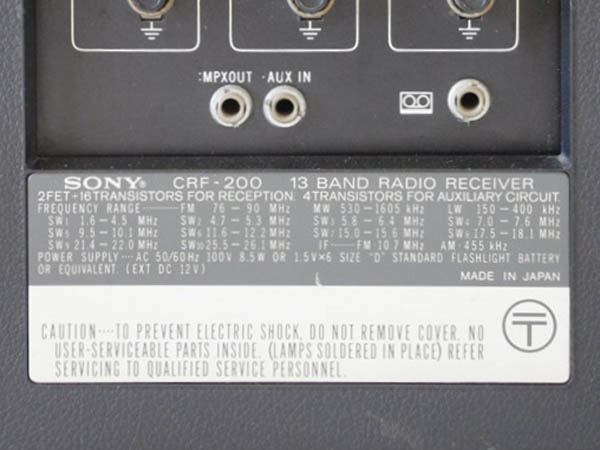 MPXOUT · AUX IN
SONY® CRF-200 13 BAND RADIO RECEIVER
2FET+16TRANSISTORS FOR RECEPTION. 4TRANSISTORS FOR AUXILIARY CIRCUIT.
FREQUENCY RANGE······FM 76 – 90 MHz MW 530–1605 kHz LW 150–400 kHz
SW₁ 1.6–4.5 MHz SW₂ 4.7–5.3 MHz SW₃ 5.8–6.4 MHz SW₄ 7.0–7.6 MHz
SW₅ 9.5–10.1 MHz SW₆ 11.6–12.2 MHz SW₇ 15.0–15.6 MHz SW₈ 17.5–18.1 MHz
SW₉ 21.4–22.0 MHz SW₁₀ 25.5–26.1 MHz IF······FM·10.7 MHz AM·455 kHz
POWER SUPPLY····AC 50/60Hz 100V 8.5W OR 1.5V×6 SIZE "D" STANDARD FLASHLIGHT BATTERY
OR EQUIVALENT. (EXT DC 12V)
MADE IN JAPAN
CAUTION····TO PREVENT ELECTRIC SHOCK, DO NOT REMOVE COVER. NO
USER-SERVICEABLE PARTS INSIDE. (LAMPS SOLDERED IN PLACE) REFER
SERVICING TO QUALIFIED SERVICE PERSONNEL.
〒